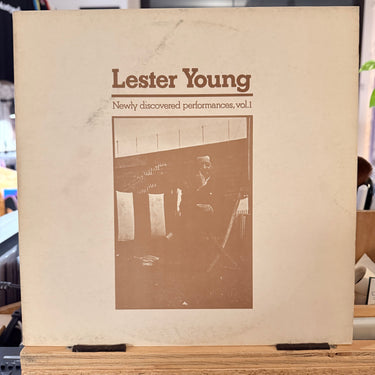 Lester Young
Newly discovered performances, vol.1